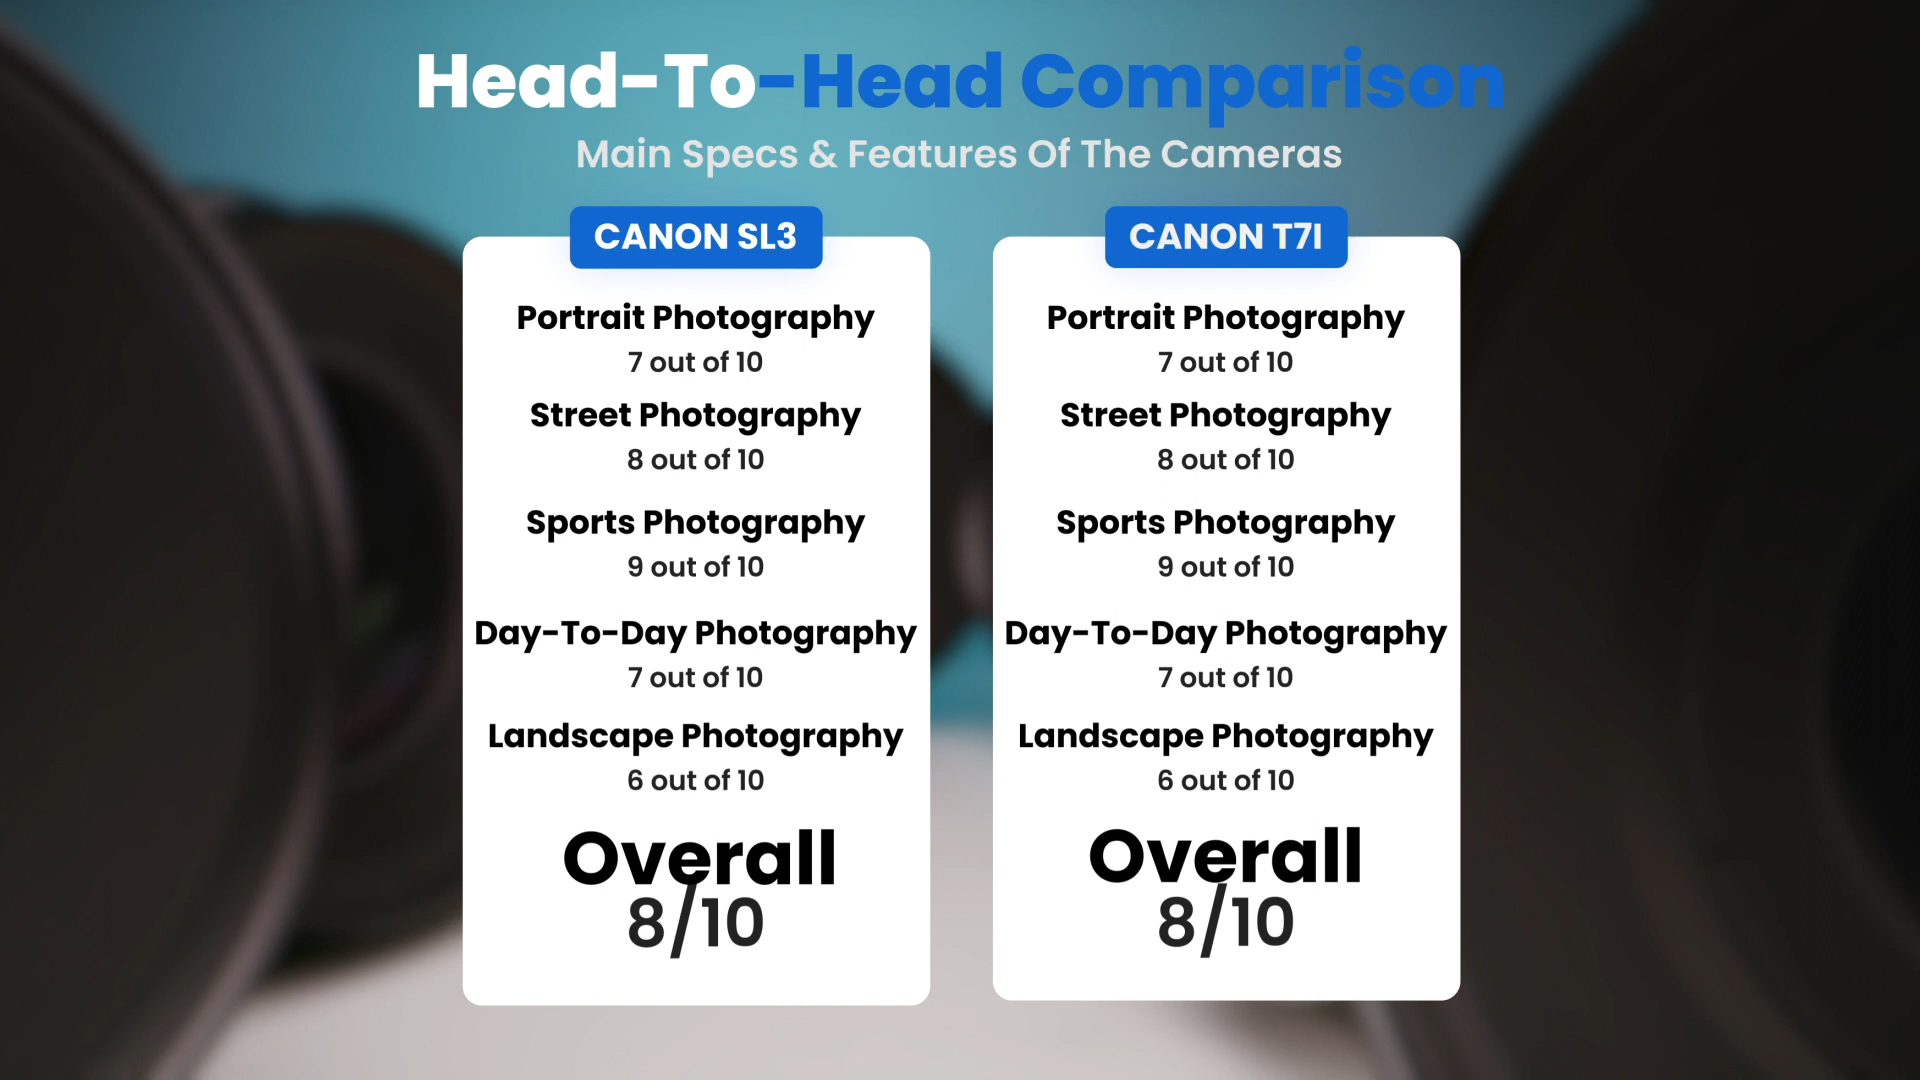 Head-To-Head Comparison
Main Specs & Features Of The Cameras
CANON SL3
Portrait Photography
7 out of 10
Street Photography
8 out of 10
Sports Photography
9 out of 10
Day-To-Day Photography
7 out of 10
Landscape Photography
6 out of 10
Overall
8/10
CANON T7I
Portrait Photography
7 out of 10
Street Photography
8 out of 10
Sports Photography
9 out of 10
Day-To-Day Photography
7 out of 10
Landscape Photography
6 out of 10
Overall
8/10